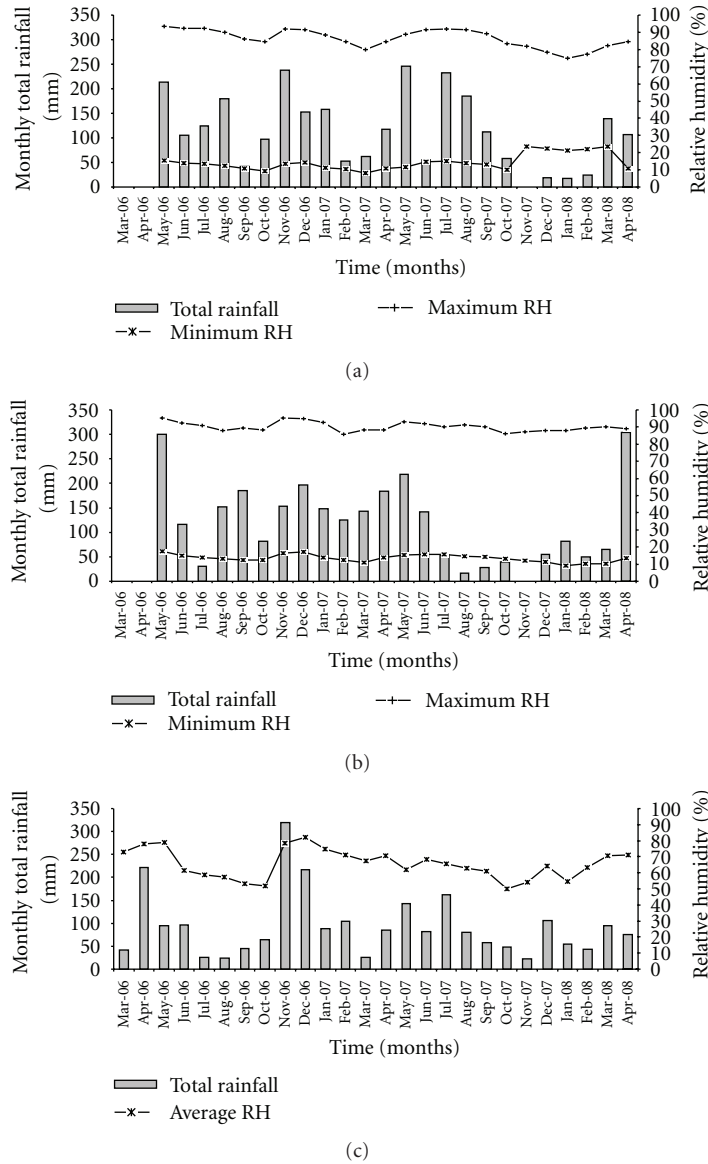 350
300
250
200
150
100
50
0
Monthly total rainfall
(mm)
100
90
80
70
60
50
40
30
20
10
0
Relative humidity (%)
Mar-06
Apr-06
May-06
Jun-06
Jul-06
Aug-06
Sep-06
Oct-06
Nov-06
Dec-06
Jan-07
Feb-07
Mar-07
Apr-07
May-07
Jun-07
Jul-07
Aug-07
Sep-07
Oct-07
Nov-07
Dec-07
Jan-08
Feb-08
Mar-08
Apr-08
Time (months)
Total rainfall
Maximum RH
Minimum RH
(a)
350
300
250
200
150
100
50
0
Monthly total rainfall
(mm)
100
90
80
70
60
50
40
30
20
10
0
Relative humidity (%)
Mar-06
Apr-06
May-06
Jun-06
Jul-06
Aug-06
Sep-06
Oct-06
Nov-06
Dec-06
Jan-07
Feb-07
Mar-07
Apr-07
May-07
Jun-07
Jul-07
Aug-07
Sep-07
Oct-07
Nov-07
Dec-07
Jan-08
Feb-08
Mar-08
Apr-08
Time (months)
Total rainfall
Maximum RH
Minimum RH
(b)
350
300
250
200
150
100
50
0
Monthly total rainfall
(mm)
100
90
80
70
60
50
40
30
20
10
0
Relative humidity (%)
Mar-06
Apr-06
May-06
Jun-06
Jul-06
Aug-06
Sep-06
Oct-06
Nov-06
Dec-06
Jan-07
Feb-07
Mar-07
Apr-07
May-07
Jun-07
Jul-07
Aug-07
Sep-07
Oct-07
Nov-07
Dec-07
Jan-08
Feb-08
Mar-08
Apr-08
Time (months)
Total rainfall
Average RH
(c)